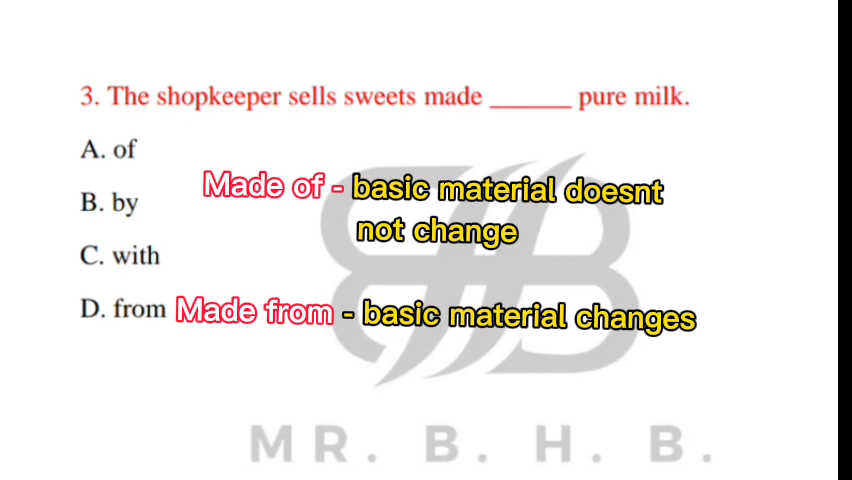 3. The shopkeeper sells sweets made ______ pure milk.
A. of
Made of - basic material doesnt
B. by
not change
C. with
D. from Made from - basic material changes
MR. B. H. B.